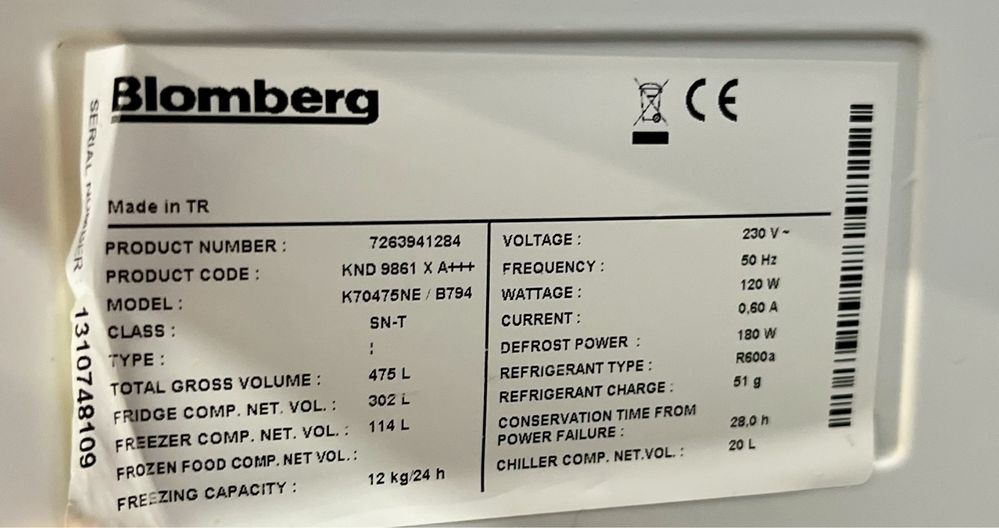 Blomberg
CE
Made in TR
PRODUCT NUMBER : 7263941284
PRODUCT CODE : KND 9861 X A+++
MODEL : K70475NE / B794
CLASS : SN-T
TYPE : :
TOTAL GROSS VOLUME : 475 L
FRIDGE COMP. NET. VOL. : 302 L
FREEZER COMP. NET. VOL. : 114 L
FROZEN FOOD COMP. NET VOL. :
FREEZING CAPACITY : 12 kg/24 h
VOLTAGE : 230 V ~
FREQUENCY : 50 Hz
WATTAGE : 120 W
CURRENT : 0,60 A
DEFROST POWER : 180 W
REFRIGERANT TYPE : R600a
REFRIGERANT CHARGE : 51 g
CONSERVATION TIME FROM
POWER FAILURE : 28,0 h
CHILLER COMP. NET.VOL. : 20 L
SERIAL NUMBER : 1310748109